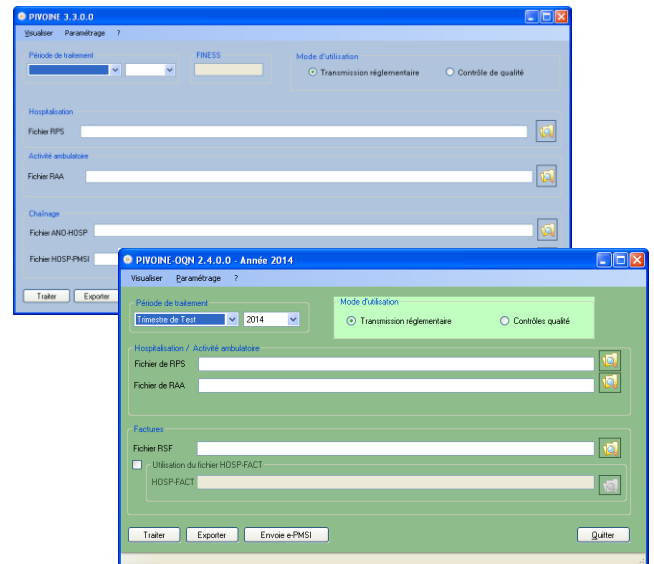 PIVOINE 3.3.0.0
Visualiser Paramétrage ?
Période de traitement FINESS Mode d'utilisation
Transmission réglementaire Contrôle de qualité
Hospitalisation
Fichier RPS
Activité ambulatoire
Fichier RAA
Chaînage
Fichier ANO-HOSP
Fichier HOSP-PMSI
Traiter Exporter
PIVOINE-OQN 2.4.0.0 - Année 2014
Visualiser Paramétrage ?
Période de traitement Mode d'utilisation
Trimestre de Test 2014 Transmission réglementaire Contrôles qualité
Hospitalisation / Activité ambulatoire
Fichier de RPS
Fichier de RAA
Factures
Fichier RSF
Utilisation du fichier HOSP-FACT
HOSP-FACT
Traiter Exporter Envoie e-PMSI Quitter